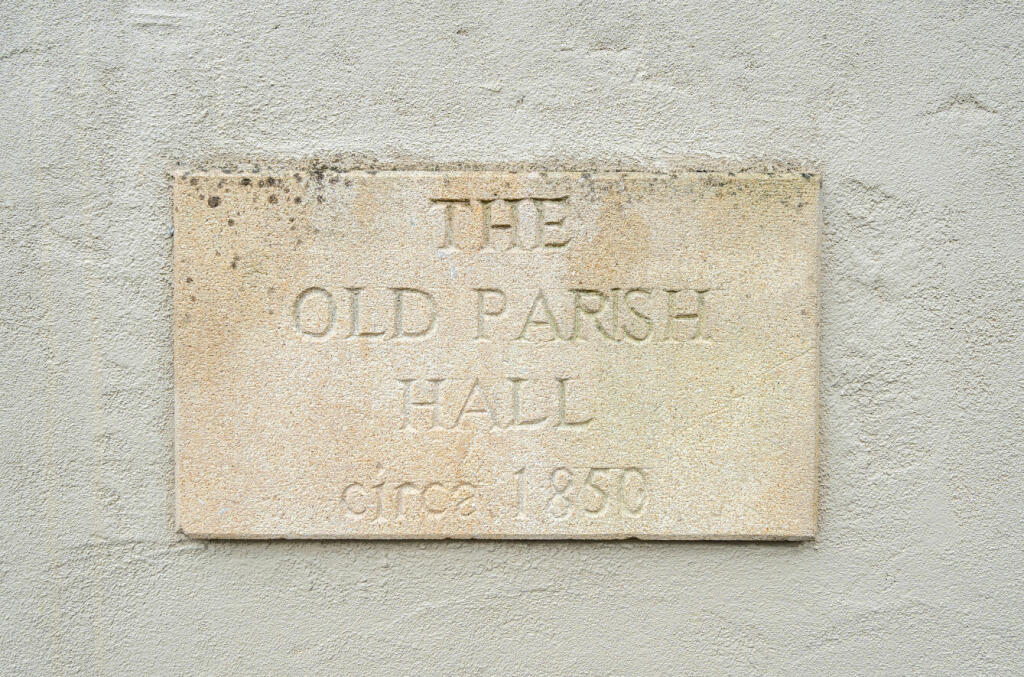 THE
OLD PARISH
HALL
circa 1850